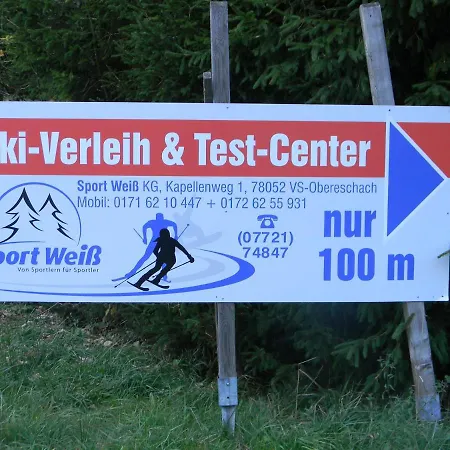 ki-Verleih & Test-Center
Sport Weiß KG, Kapellenweg 1, 78052 VS-Obereschach
Mobil: 0171 62 10 447 + 0172 62 55 931
port Weiß
Von Sportlern für Sportler
☎
(07721)
74847
nur
100 m